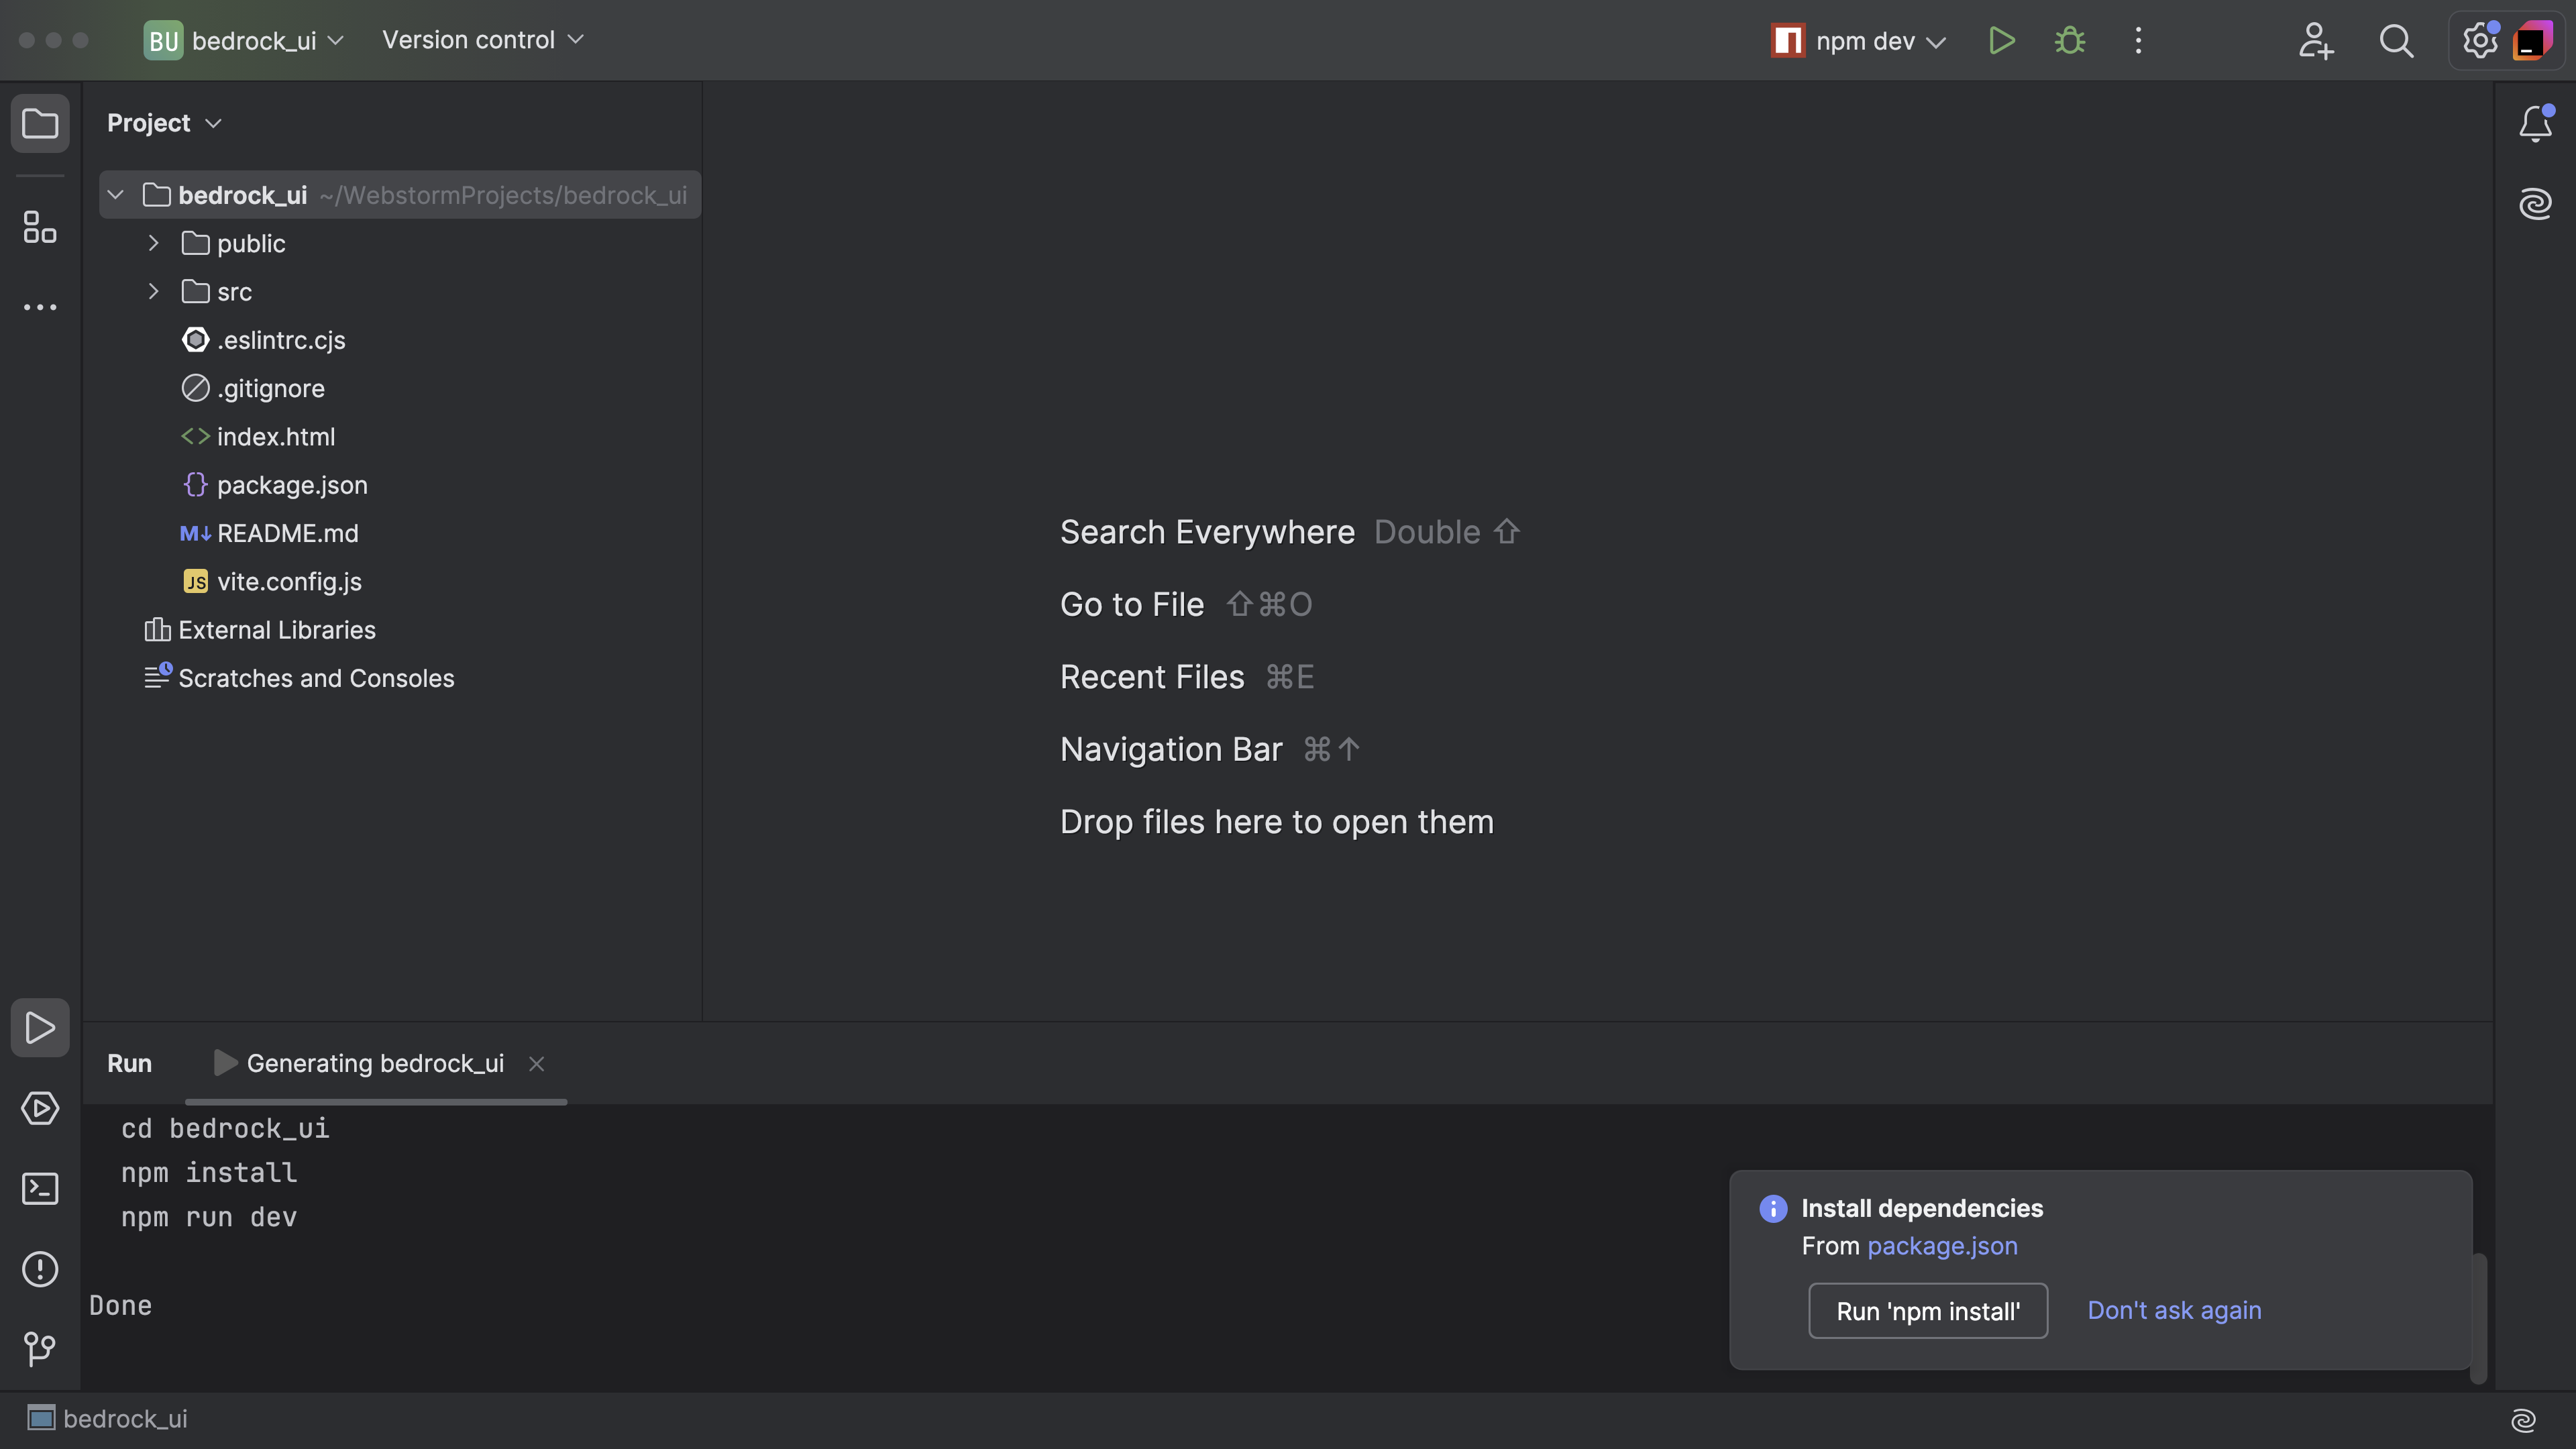 BU bedrock_ui Version control npm dev
Project
bedrock_ui ~/WebstormProjects/bedrock_ui
public
src
.eslintrc.cjs
.gitignore
<> index.html
{} package.json
M↓ README.md
JS vite.config.js
External Libraries
Scratches and Consoles
Search Everywhere Double ⇧
Go to File ⇧⌘O
Recent Files ⌘E
Navigation Bar ⌘↑
Drop files here to open them
Run Generating bedrock_ui
cd bedrock_ui
npm install
npm run dev
Done
Install dependencies
From package.json
Run 'npm install' Don't ask again
bedrock_ui